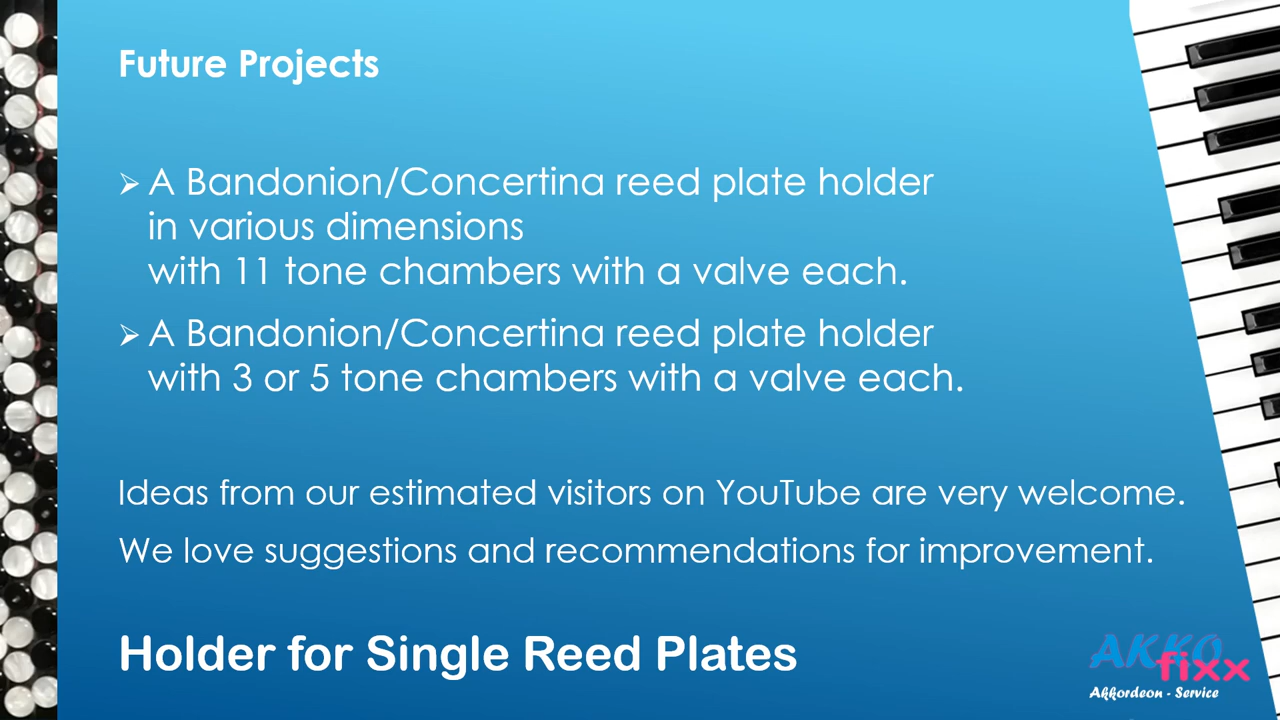 Future Projects
A Bandonion/Concertina reed plate holder
in various dimensions
with 11 tone chambers with a valve each.
A Bandonion/Concertina reed plate holder
with 3 or 5 tone chambers with a valve each.
Ideas from our estimated visitors on YouTube are very welcome.
We love suggestions and recommendations for improvement.
Holder for Single Reed Plates
AKKO
fixx
Akkordeon - Service